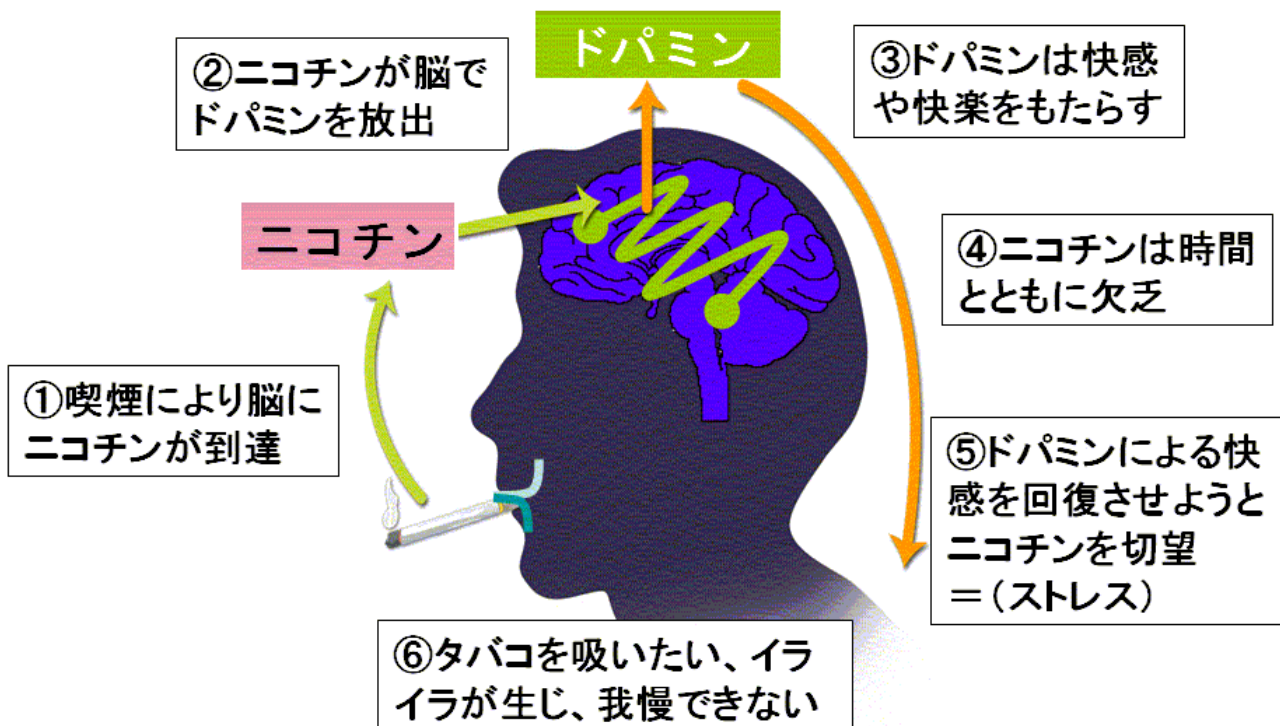 ドパミン
②ニコチンが脳で
ドパミンを放出
③ドパミンは快感
や快楽をもたらす
ニコチン
④ニコチンは時間
とともに欠乏
①喫煙により脳に
ニコチンが到達
⑤ドパミンによる快
感を回復させようと
ニコチンを切望
＝（ストレス）
⑥タバコを吸いたい、イラ
イラが生じ、我慢できない